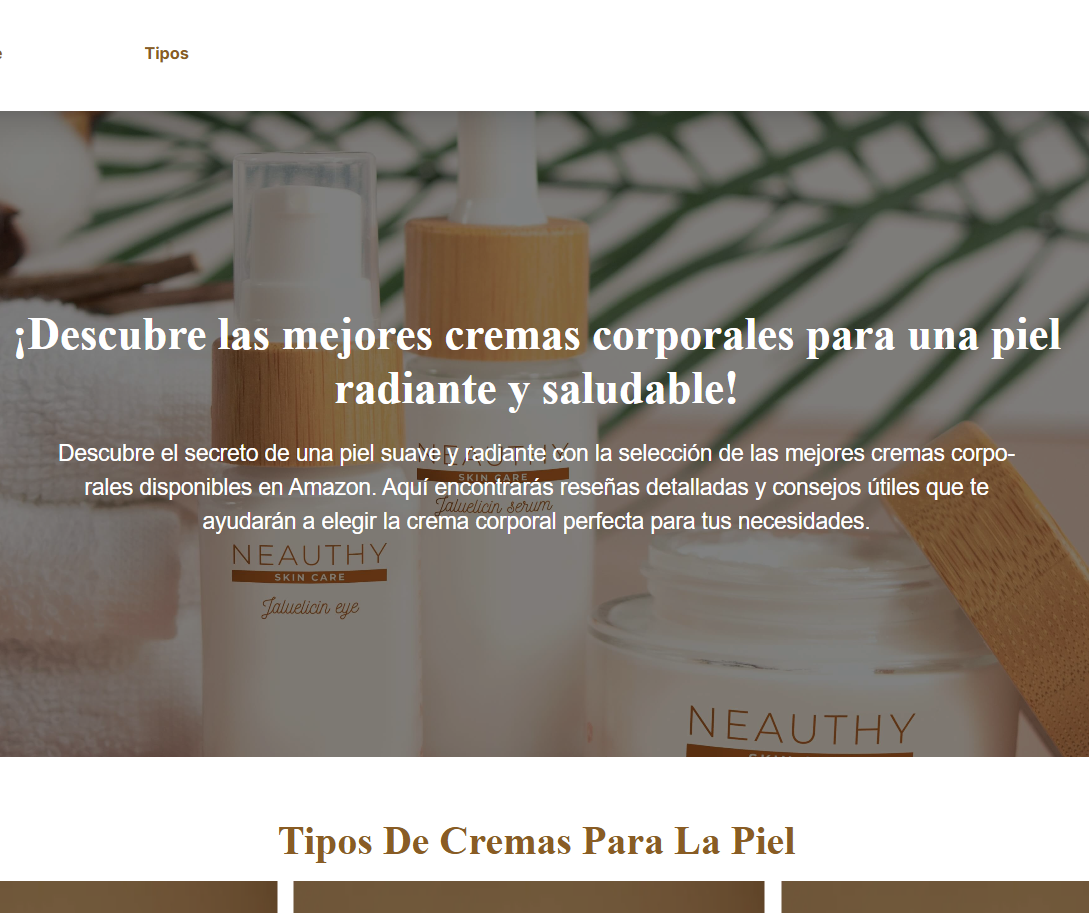 e
Tipos
¡Descubre las mejores cremas corporales para una piel
radiante y saludable!
Descubre el secreto de una piel suave y radiante con la selección de las mejores cremas corpo-
rales disponibles en Amazon. Aquí encontrarás reseñas detalladas y consejos útiles que te
ayudarán a elegir la crema corporal perfecta para tus necesidades.
NEAUTHY
SKIN CARE
Jaluelicin serum
NEAUTHY
SKIN CARE
Jaluelicin eye
NEAUTHY
Tipos De Cremas Para La Piel